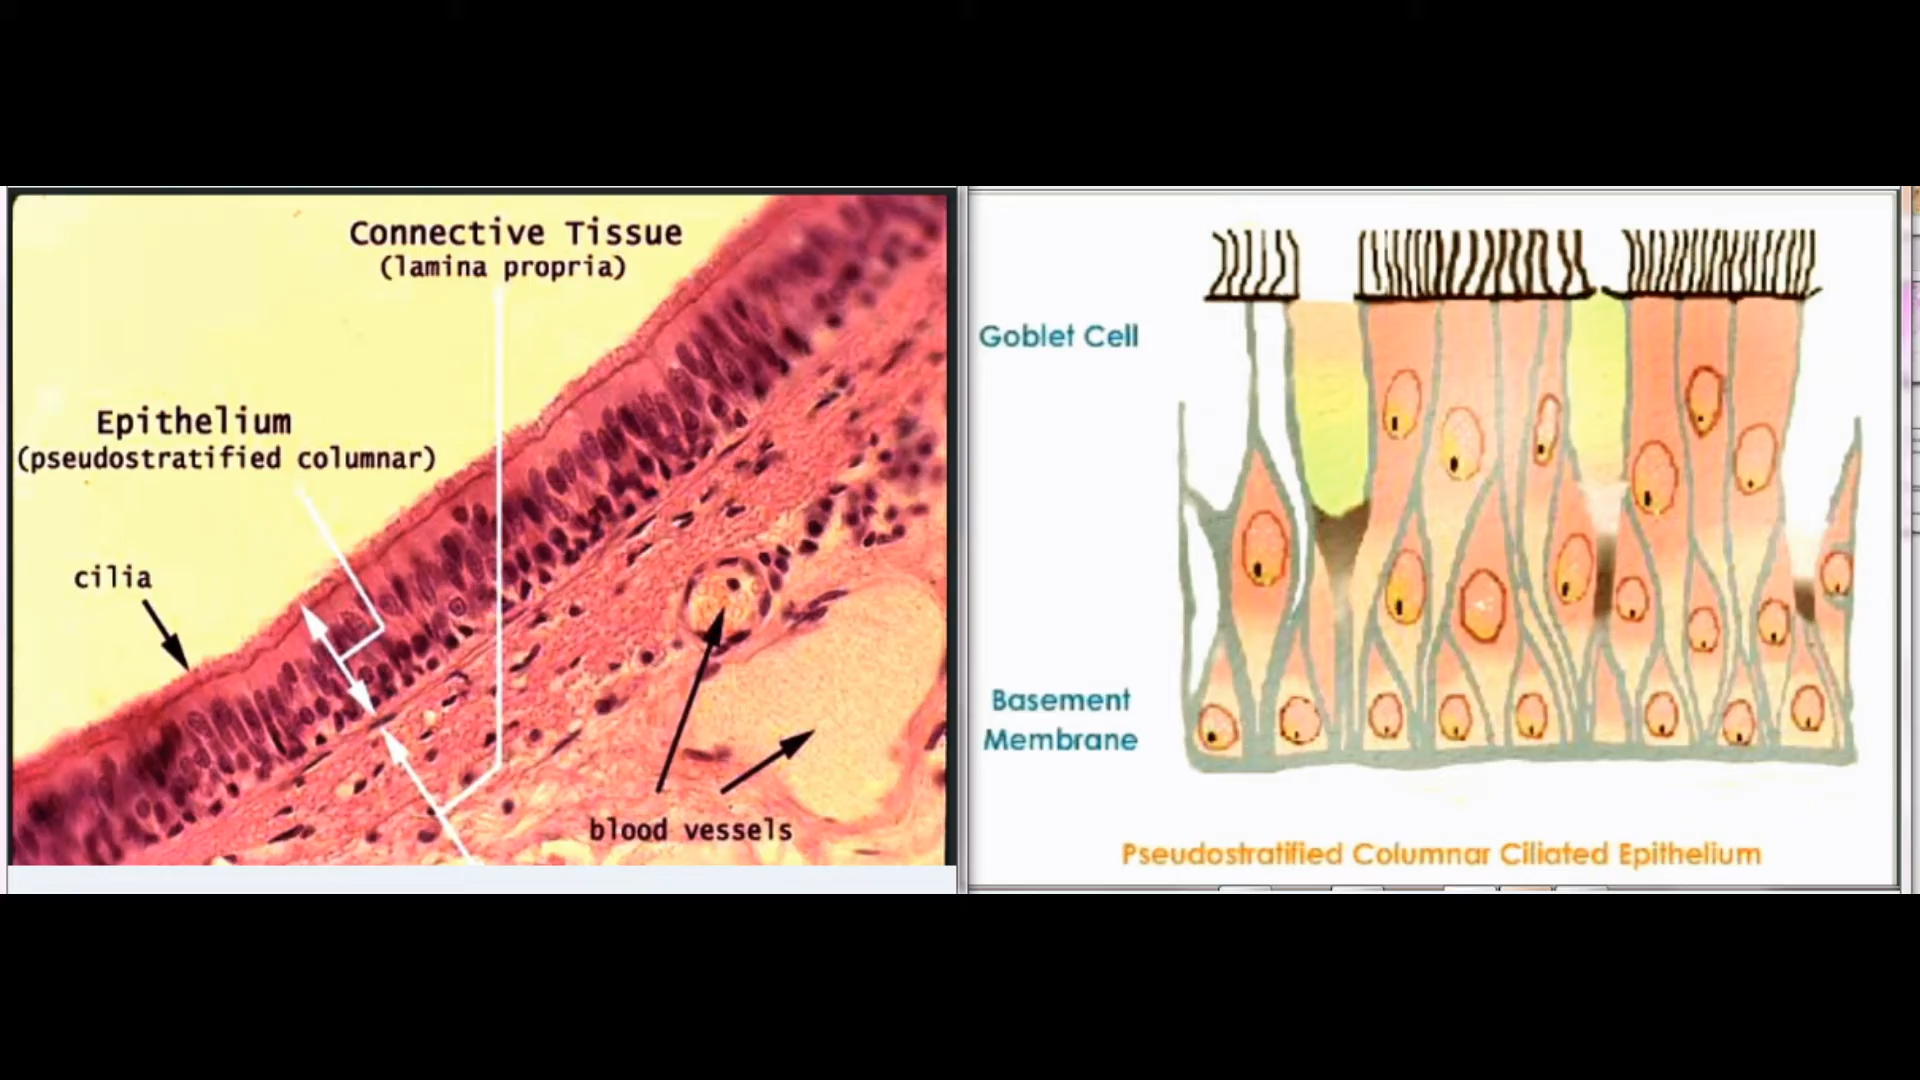 Connective Tissue
(lamina propria)
Epithelium
(pseudostratified columnar)
cilia
blood vessels
Goblet Cell
Basement
Membrane
Pseudostratified Columnar Ciliated Epithelium